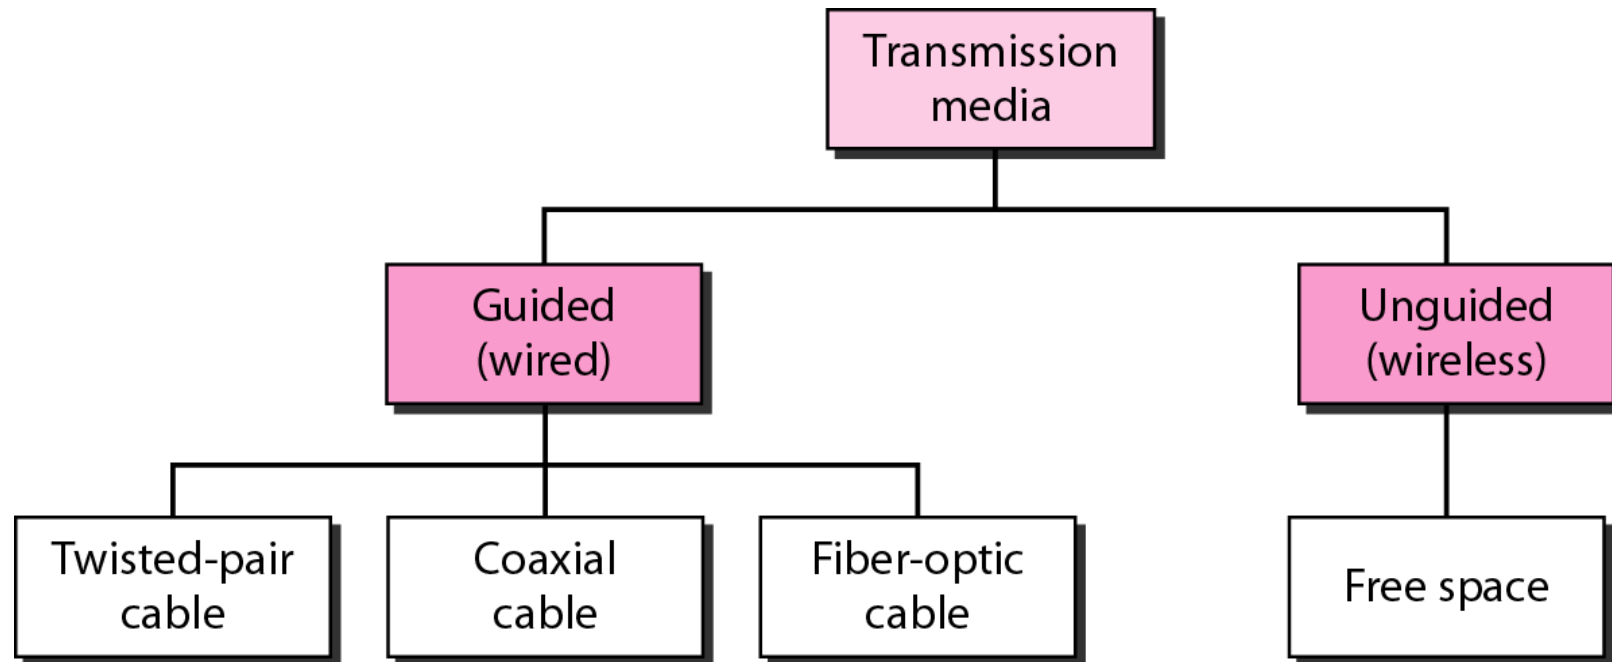 Transmission
media
Guided
(wired)
Unguided
(wireless)
Twisted-pair
cable
Coaxial
cable
Fiber-optic
cable
Free space